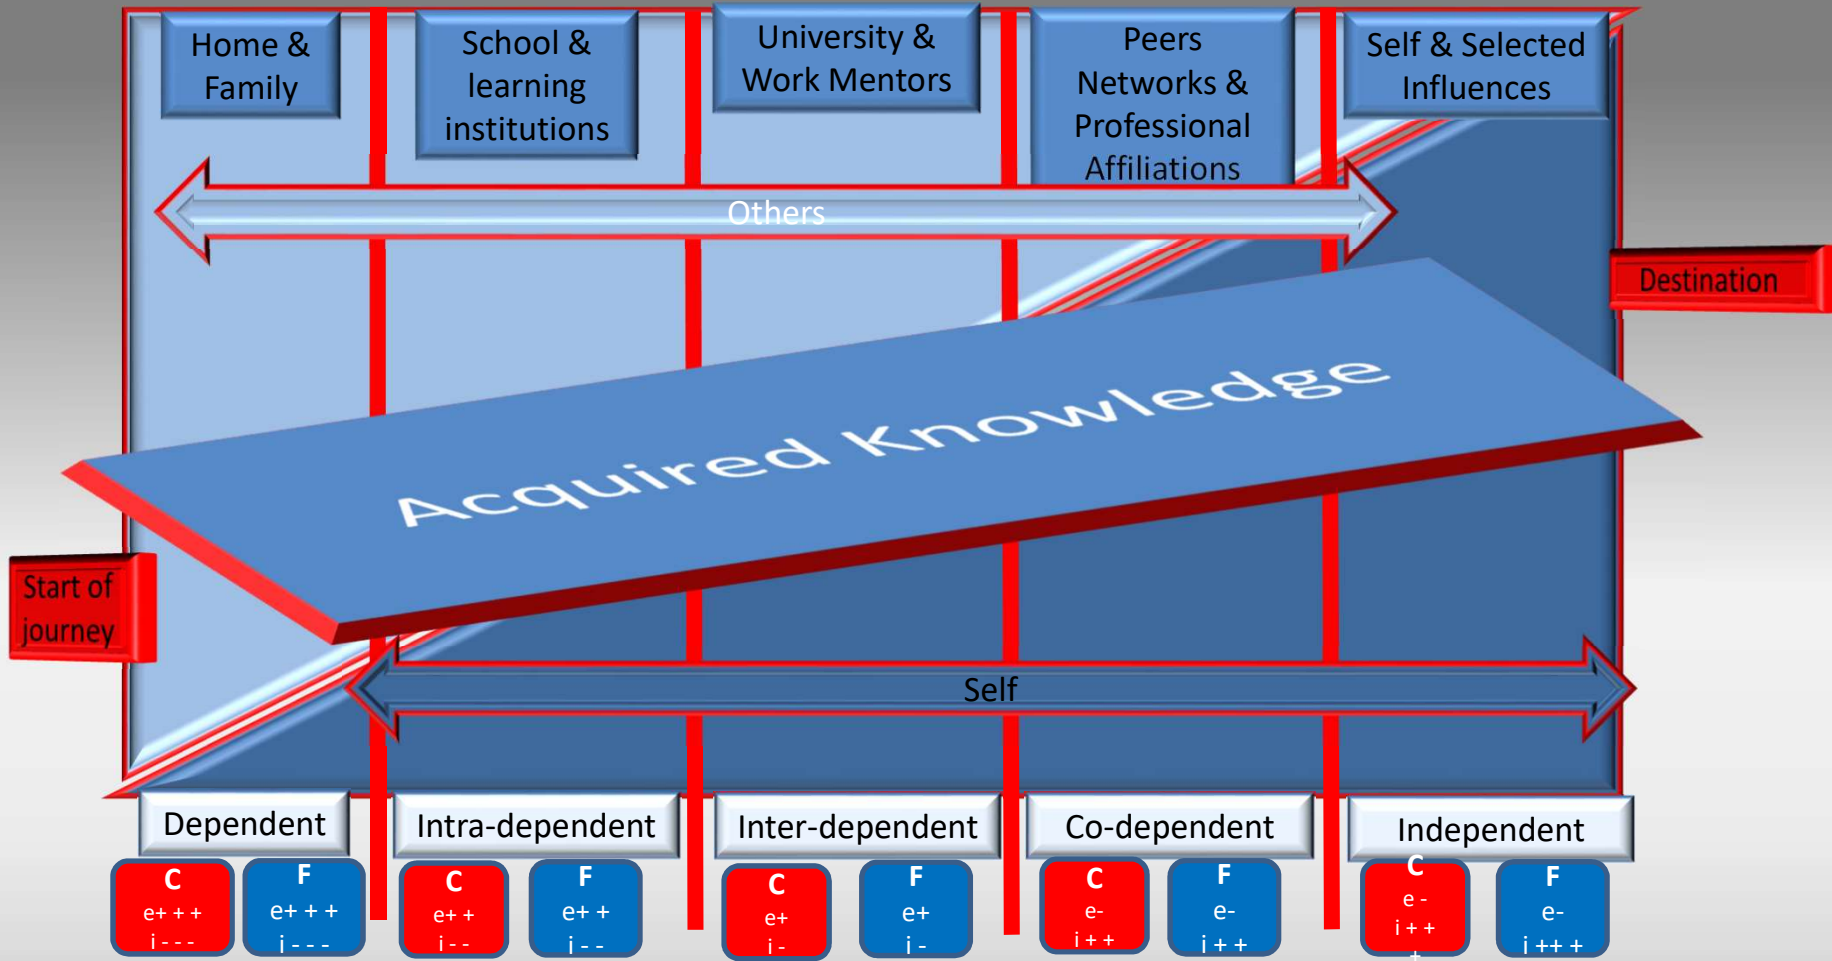 Home &
Family
School &
learning
institutions
University &
Work Mentors
Peers
Networks &
Professional
Affiliations
Self & Selected
Influences
Others
Destination
Acquired Knowledge
Start of
journey
Self
Dependent
Intra-dependent
Inter-dependent
Co-dependent
Independent
C
e+ + +
i - - -
F
e+ + +
i - - -
C
e+ +
i - -
F
e+ +
i - -
C
e+
i -
F
e+
i -
C
e-
i + +
F
e-
i + +
C
e -
i + +
+
F
e-
i ++ +